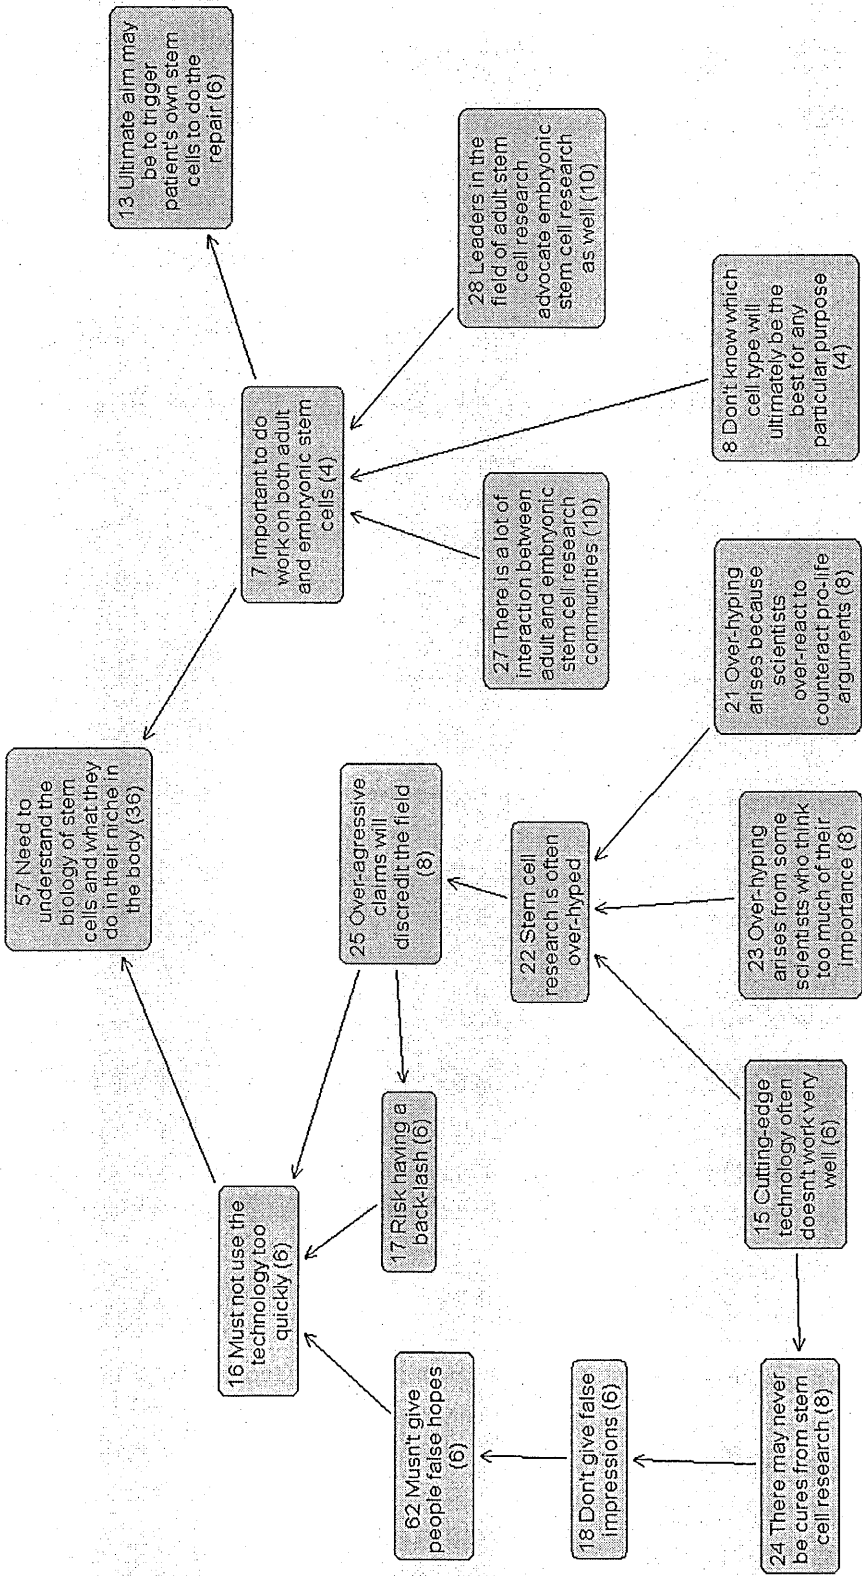 57 Need to
understand the
biology of stem
cells and what they
do in their niche in
the body (36)
13 Ultimate aim may
be to trigger
patient's own stem
cells to do the
repair (6)
16 Must not use the
technology too
quickly (6)
7 Important to do
work on both adult
and embryonic stem
cells (4)
62 Musn't give
people false hopes
(6)
17 Risk having a
back-lash (6)
25 Over-agressive
claims will
discredit the field
(8)
27 There is a lot of
interaction between
adult and embryonic
stem cell research
communities (10)
28 Leaders in the
field of adult stem
cell research
advocate embryonic
stem cell research
as well (10)
18 Don't give false
impressions (6)
22 Stem cell
research is often
over-hyped
24 There may never
be cures from stem
cell research (8)
15 Cutting-edge
technology often
doesn't work very
well (6)
23 Over-hyping
arises from some
scientists who think
too much of their
importance (8)
21 Over-hyping
arises because
scientists
over-react to
counteract pro-life
arguments (8)
8 Don't know which
cell type will
ultimately be the
best for any
particular purpose
(4)